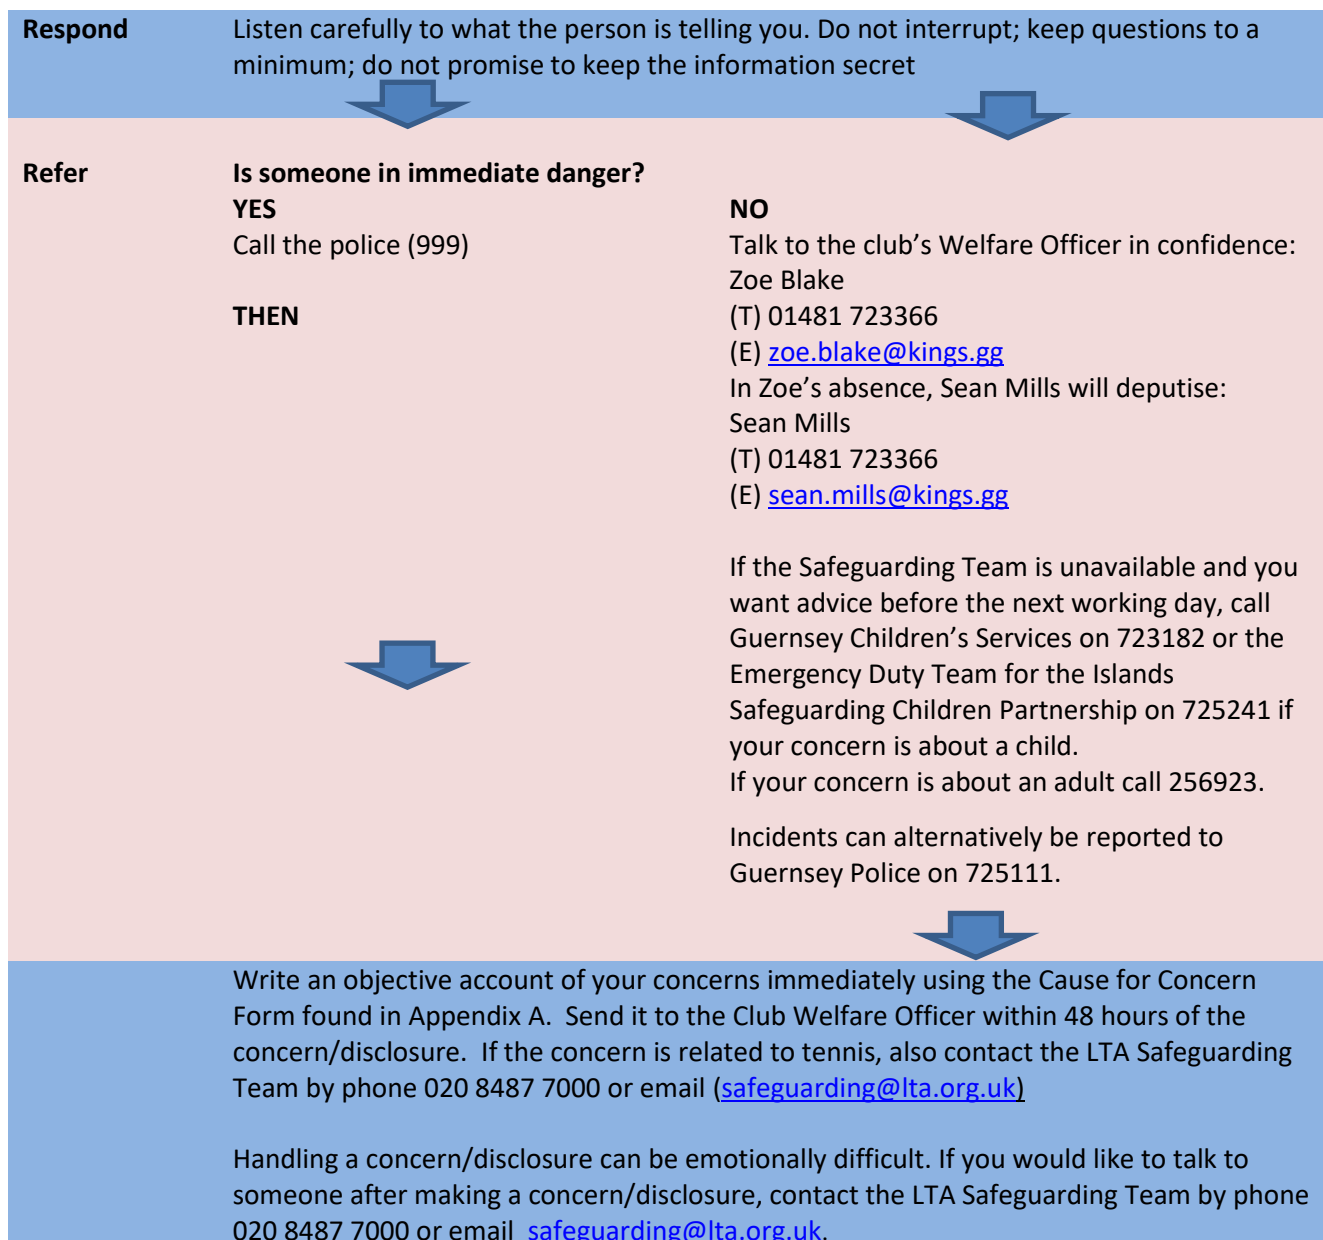 Respond
Listen carefully to what the person is telling you. Do not interrupt; keep questions to a
minimum; do not promise to keep the information secret
Refer
Is someone in immediate danger?
YES
Call the police (999)
THEN
NO
Talk to the club’s Welfare Officer in confidence:
Zoe Blake
(T) 01481 723366
(E) zoe.blake@kings.gg
In Zoe’s absence, Sean Mills will deputise:
Sean Mills
(T) 01481 723366
(E) sean.mills@kings.gg
If the Safeguarding Team is unavailable and you
want advice before the next working day, call
Guernsey Children’s Services on 723182 or the
Emergency Duty Team for the Islands
Safeguarding Children Partnership on 725241 if
your concern is about a child.
If your concern is about an adult call 256923.
Incidents can alternatively be reported to
Guernsey Police on 725111.
Write an objective account of your concerns immediately using the Cause for Concern
Form found in Appendix A.  Send it to the Club Welfare Officer within 48 hours of the
concern/disclosure.  If the concern is related to tennis, also contact the LTA Safeguarding
Team by phone 020 8487 7000 or email (safeguarding@lta.org.uk)
Handling a concern/disclosure can be emotionally difficult. If you would like to talk to
someone after making a concern/disclosure, contact the LTA Safeguarding Team by phone
020 8487 7000 or email  safeguarding@lta.org.uk.